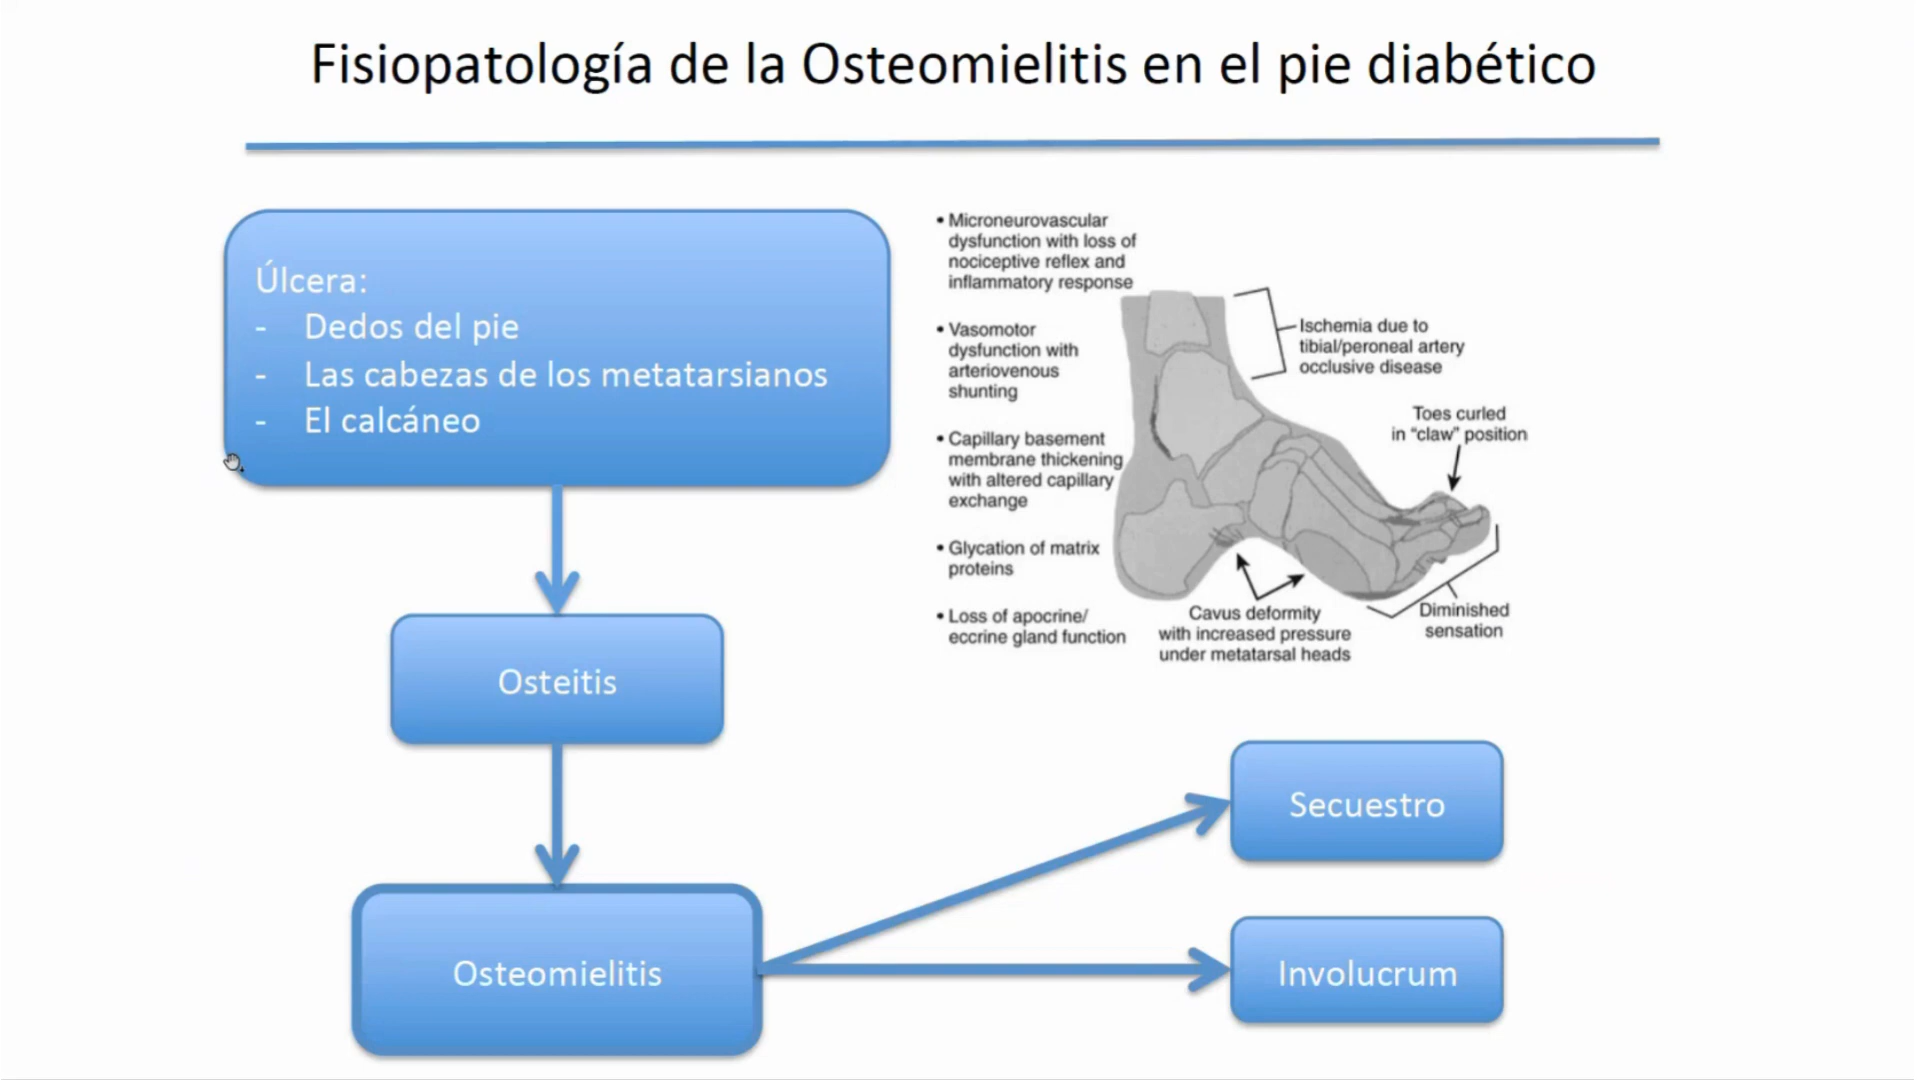 Fisiopatología de la Osteomielitis en el pie diabético
Úlcera:
- Dedos del pie
- Las cabezas de los metatarsianos
- El calcáneo
Osteitis
Osteomielitis
Secuestro
Involucrum
• Microneurovascular
dysfunction with loss of
nociceptive reflex and
inflammatory response
• Vasomotor
dysfunction with
arteriovenous
shunting
• Capillary basement
membrane thickening
with altered capillary
exchange
• Glycation of matrix
proteins
• Loss of apocrine/
eccrine gland function
Ischemia due to
tibial/peroneal artery
occlusive disease
Toes curled
in “claw” position
Cavus deformity
with increased pressure
under metatarsal heads
Diminished
sensation